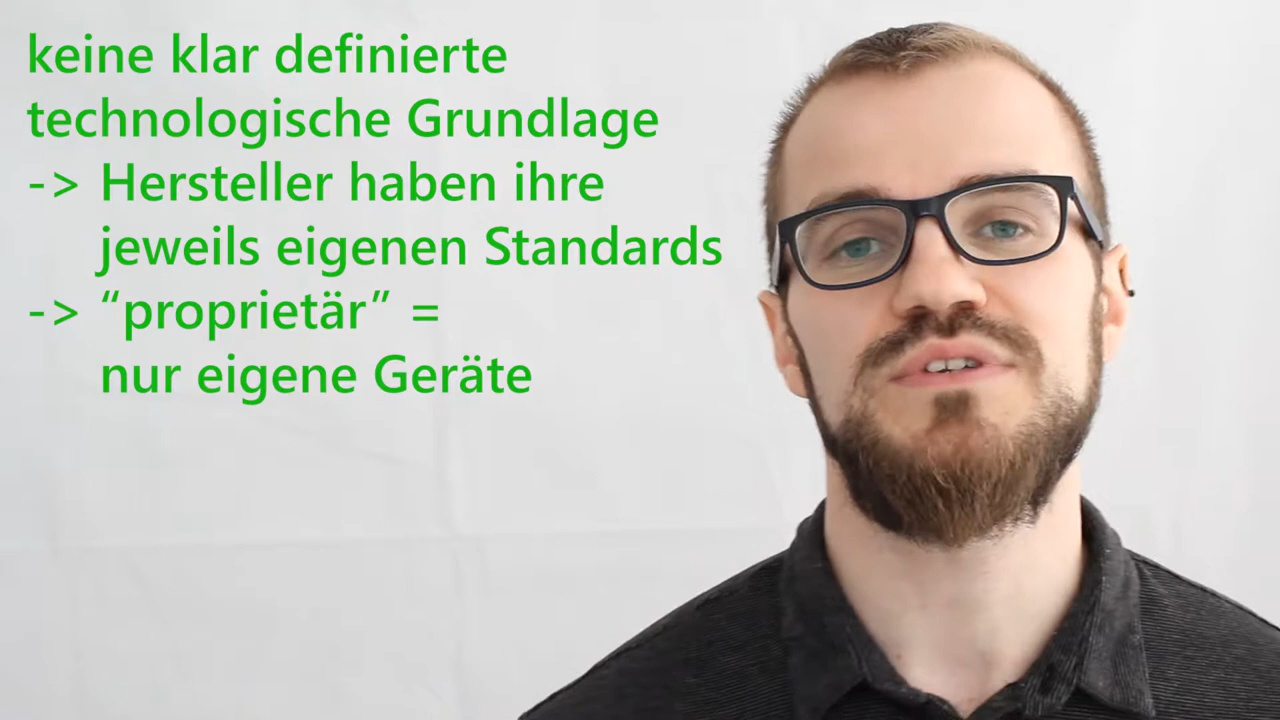 keine klar definierte
technologische Grundlage
-> Hersteller haben ihre
jeweils eigenen Standards
-> “proprietär” =
nur eigene Geräte